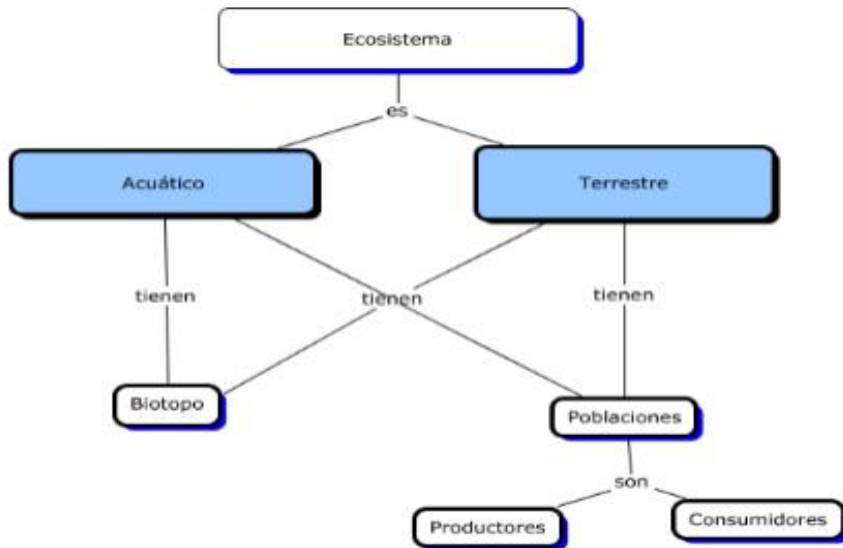 Ecosistema
es
Acuático
Terrestre
tienen
tienen
tienen
Biotopo
Poblaciones
son
Productores
Consumidores